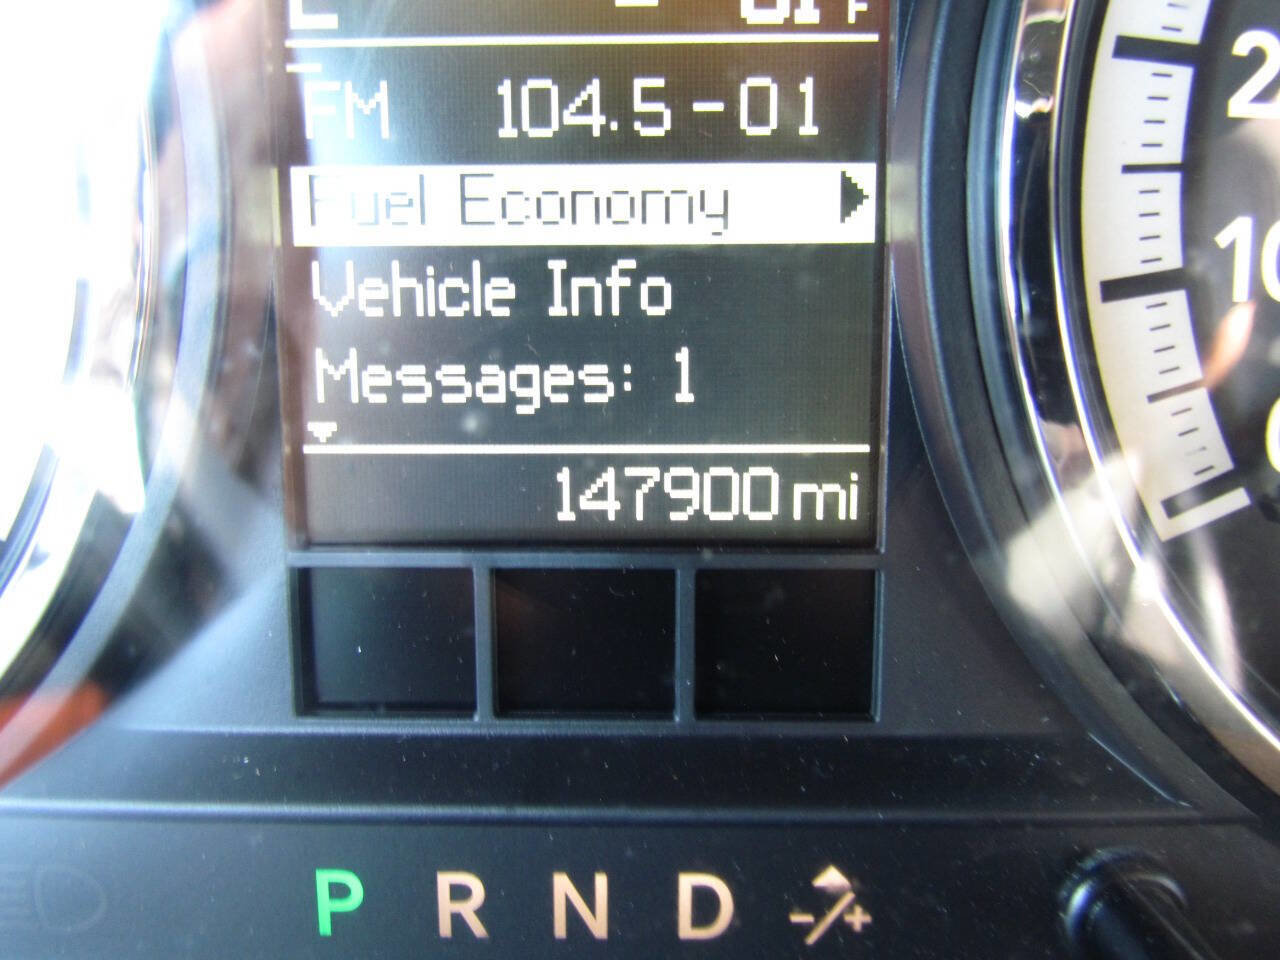 FM 104.5-01
Fuel Economy
Vehicle Info
Messages: 1
147900 mi
P R N D -/+